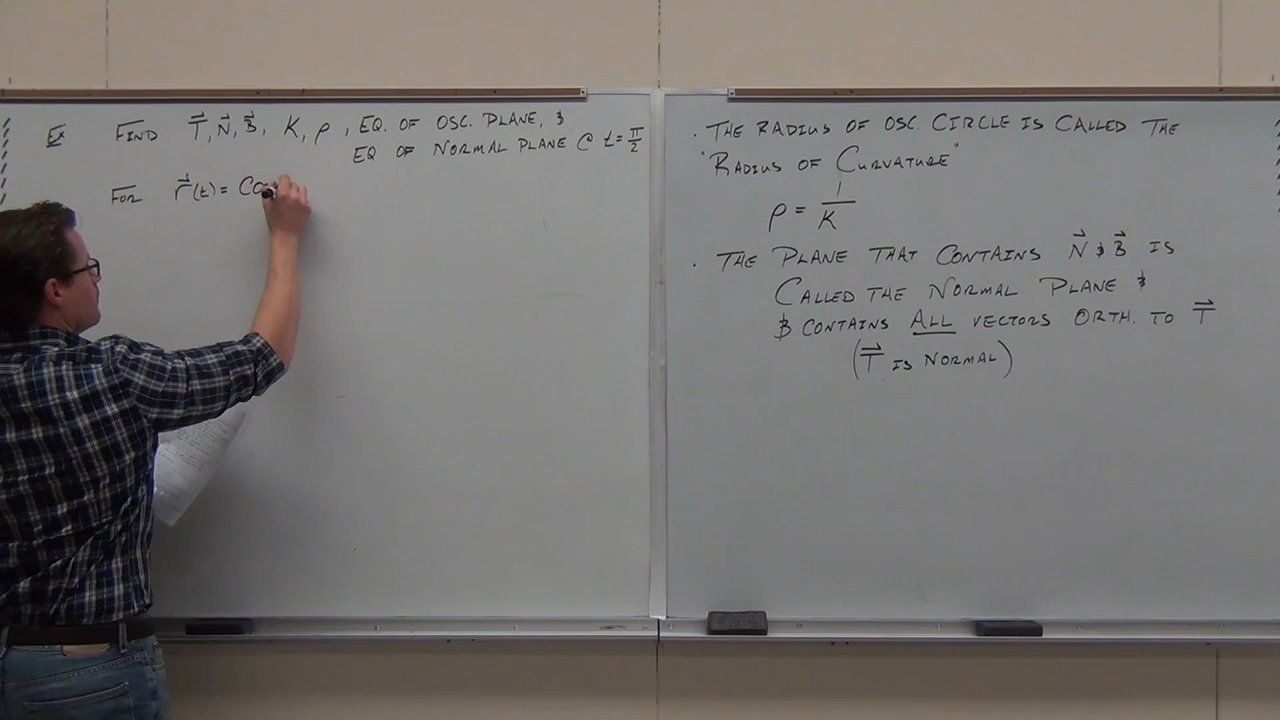 Ex FIND T⃗, N⃗, B⃗, K, ρ, EQ. OF OSC. PLANE, &
EQ OF NORMAL PLANE @ t = π/2
FOR r⃗(t) = Co
· THE RADIUS OF OSC. CIRCLE IS CALLED THE
"RADIUS OF CURVATURE"
ρ = 1/K
· THE PLANE THAT CONTAINS N⃗ & B⃗ IS
CALLED THE NORMAL PLANE &
& CONTAINS ALL VECTORS ORTH. TO T⃗
(T⃗ IS NORMAL)